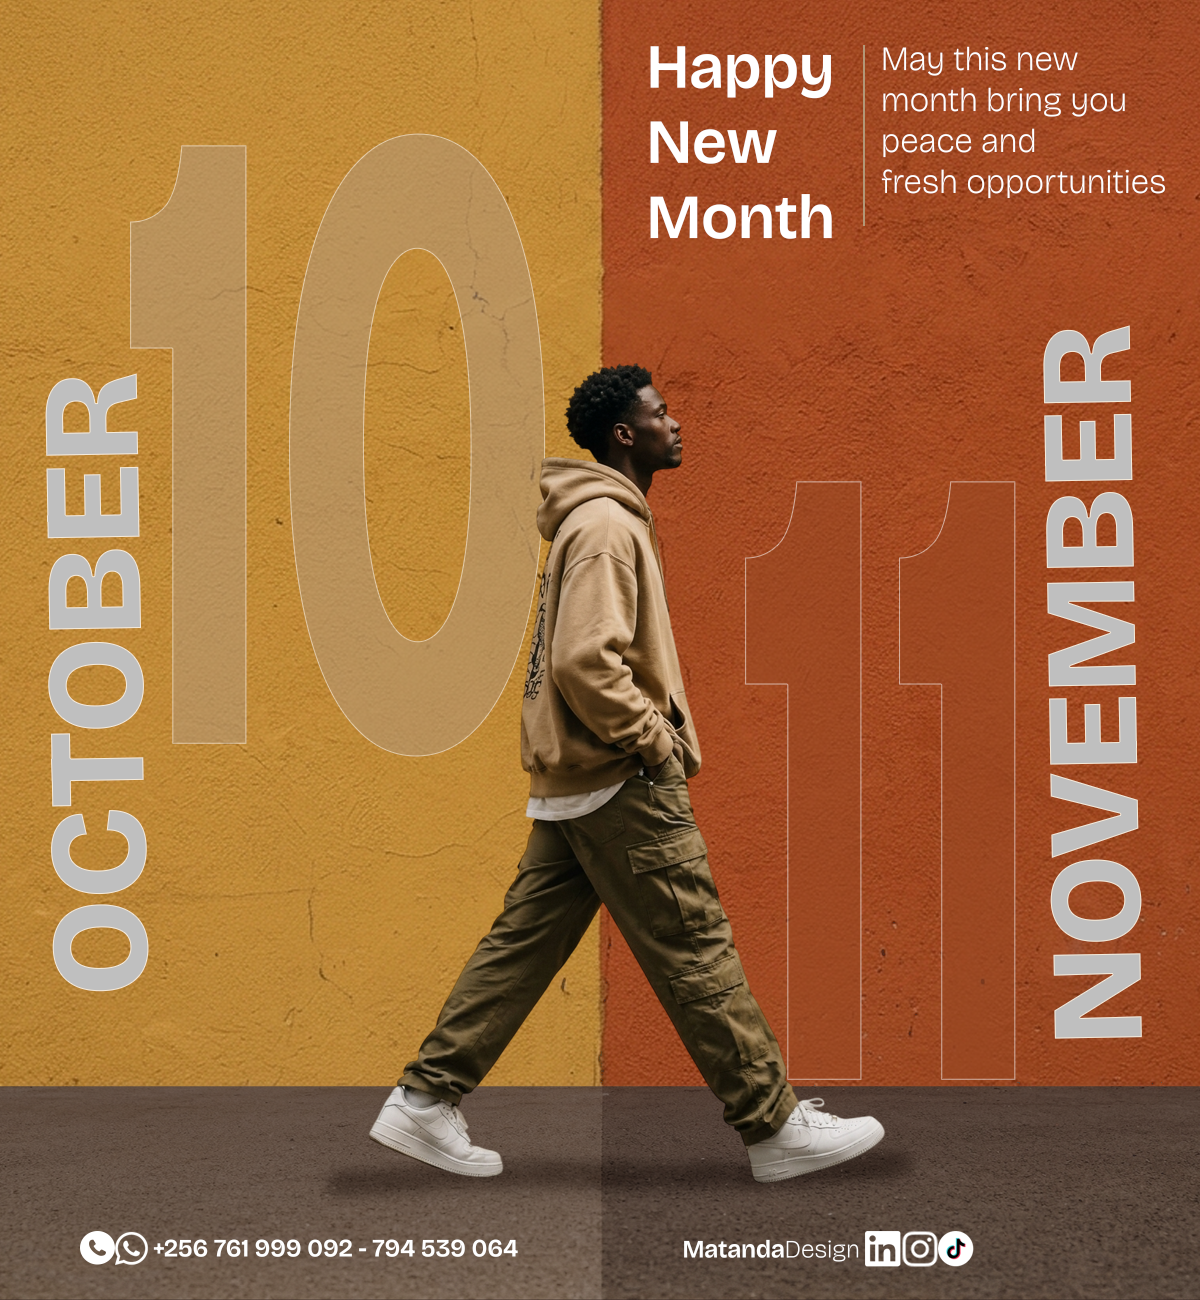 Happy
New
Month
May this new
month bring you
peace and
fresh opportunities
10
OCTOBER
11
NOVEMBER
+256 761 999 092 - 794 539 064
MatandaDesign in